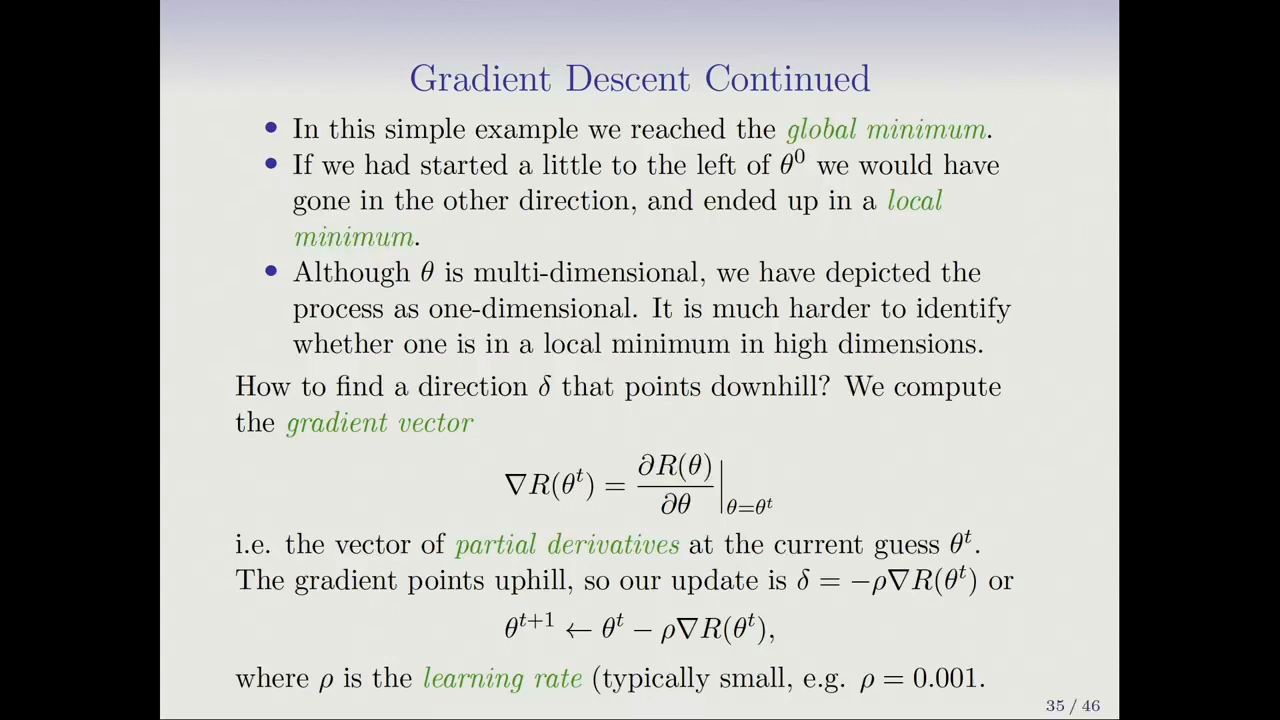 Gradient Descent Continued
• In this simple example we reached the global minimum.
• If we had started a little to the left of θ⁰ we would have
gone in the other direction, and ended up in a local
minimum.
• Although θ is multi-dimensional, we have depicted the
process as one-dimensional. It is much harder to identify
whether one is in a local minimum in high dimensions.
How to find a direction δ that points downhill? We compute
the gradient vector
∇R(θᵗ) = ∂R(θ)/∂θ |θ=θᵗ
i.e. the vector of partial derivatives at the current guess θᵗ.
The gradient points uphill, so our update is δ = −ρ∇R(θᵗ) or
θᵗ⁺¹ ← θᵗ − ρ∇R(θᵗ),
where ρ is the learning rate (typically small, e.g. ρ = 0.001.
35 / 46